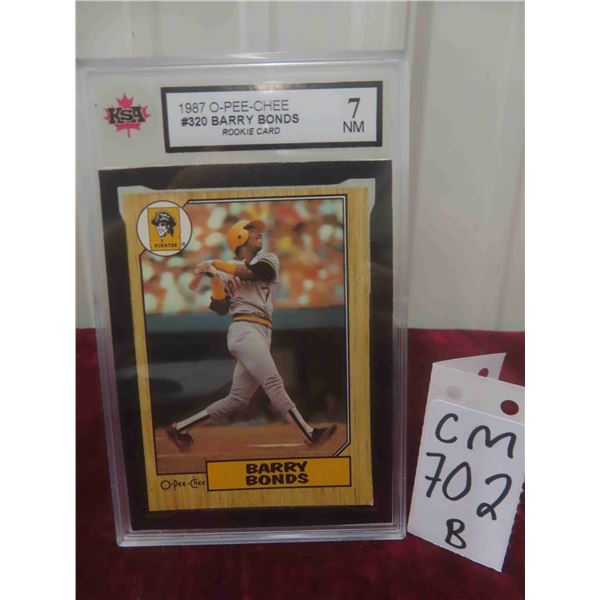 KSA
1987 O-PEE-CHEE
#320 BARRY BONDS
ROOKIE CARD
7
NM
PIRATES
O-Pee-Chee
BARRY
BONDS
CM
702
B